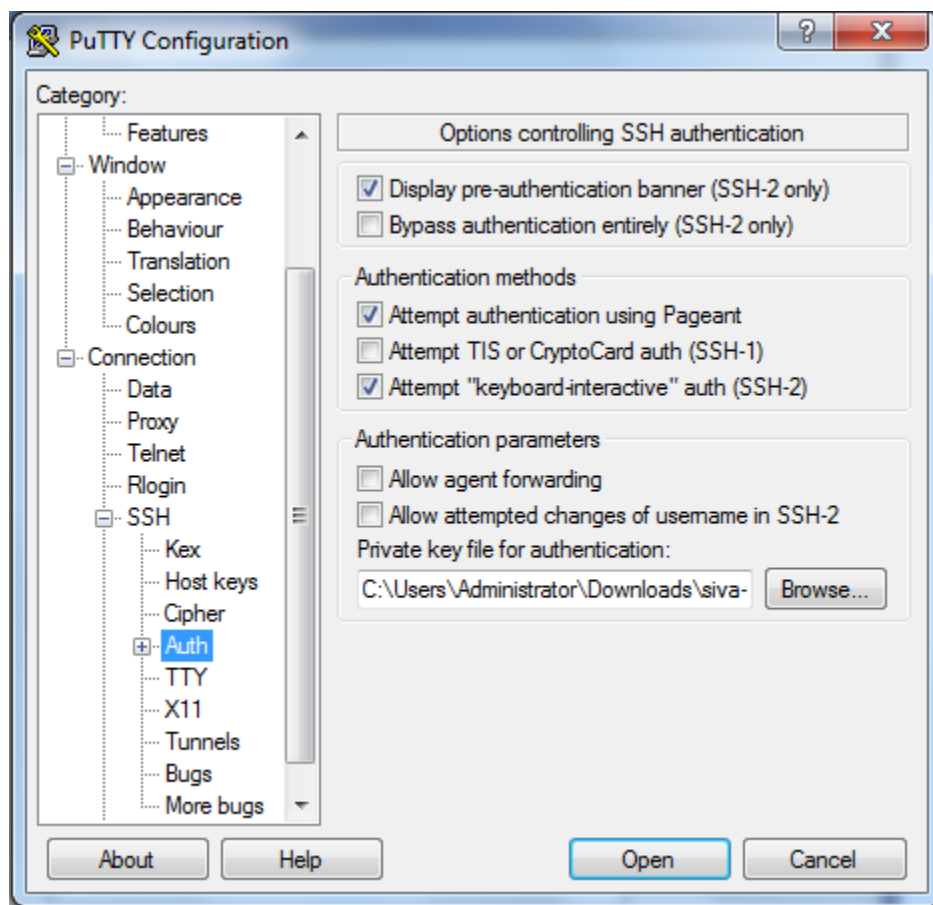 PuTTY Configuration
?
X
Category:
Features
Window
Appearance
Behaviour
Translation
Selection
Colours
Connection
Data
Proxy
Telnet
Rlogin
SSH
Kex
Host keys
Cipher
Auth
TTY
X11
Tunnels
Bugs
More bugs
Options controlling SSH authentication
Display pre-authentication banner (SSH-2 only)
Bypass authentication entirely (SSH-2 only)
Authentication methods
Attempt authentication using Pageant
Attempt TIS or CryptoCard auth (SSH-1)
Attempt "keyboard-interactive" auth (SSH-2)
Authentication parameters
Allow agent forwarding
Allow attempted changes of username in SSH-2
Private key file for authentication:
C:\Users\Administrator\Downloads\siva- Browse...
About Help Open Cancel